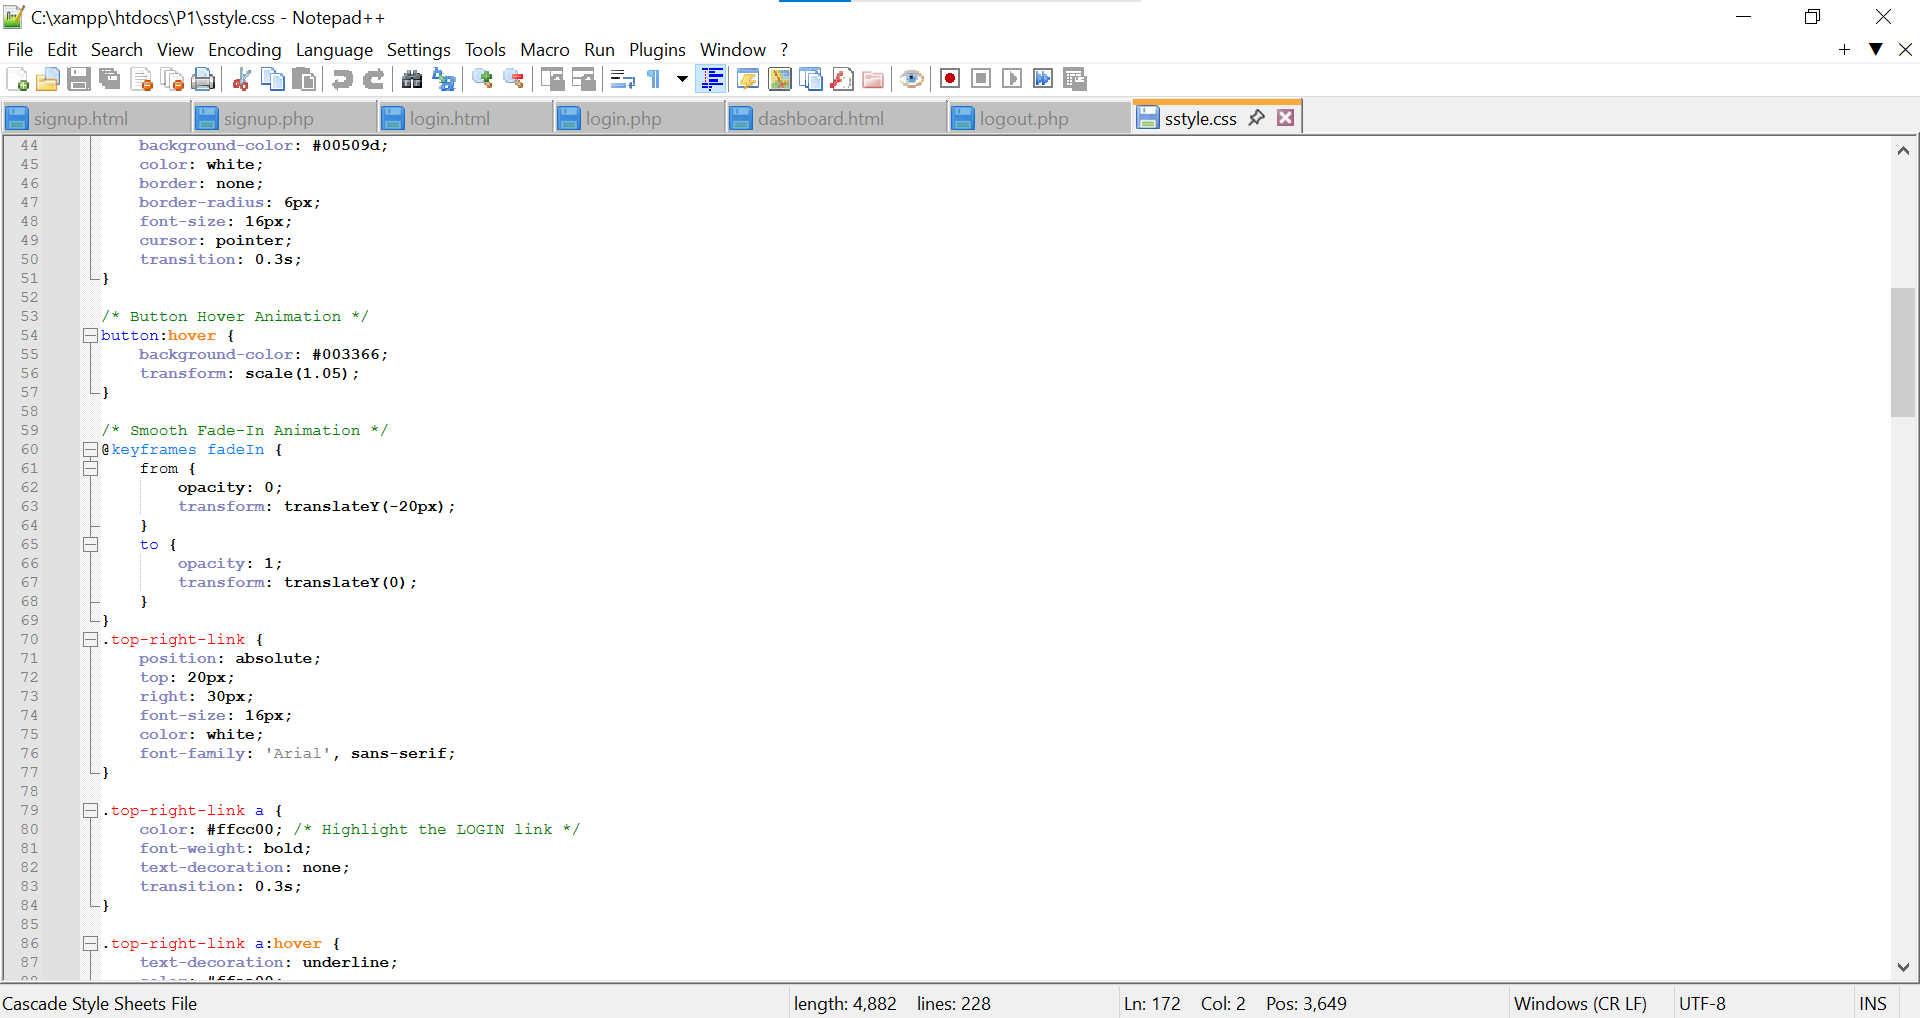 C:\xampp\htdocs\P1\sstyle.css - Notepad++
File Edit Search View Encoding Language Settings Tools Macro Run Plugins Window ?
signup.html signup.php login.html login.php dashboard.html logout.php sstyle.css
44 background-color: #00509d;
45 color: white;
46 border: none;
47 border-radius: 6px;
48 font-size: 16px;
49 cursor: pointer;
50 transition: 0.3s;
51 }
52
53 /* Button Hover Animation */
54 button:hover {
55 background-color: #003366;
56 transform: scale(1.05);
57 }
58
59 /* Smooth Fade-In Animation */
60 @keyframes fadeIn {
61 from {
62 opacity: 0;
63 transform: translateY(-20px);
64 }
65 to {
66 opacity: 1;
67 transform: translateY(0);
68 }
69 }
70 .top-right-link {
71 position: absolute;
72 top: 20px;
73 right: 30px;
74 font-size: 16px;
75 color: white;
76 font-family: 'Arial', sans-serif;
77 }
78
79 .top-right-link a {
80 color: #ffcc00; /* Highlight the LOGIN link */
81 font-weight: bold;
82 text-decoration: none;
83 transition: 0.3s;
84 }
85
86 .top-right-link a:hover {
87 text-decoration: underline;
Cascade Style Sheets File length: 4,882 lines: 228 Ln: 172 Col: 2 Pos: 3,649 Windows (CR LF) UTF-8 INS